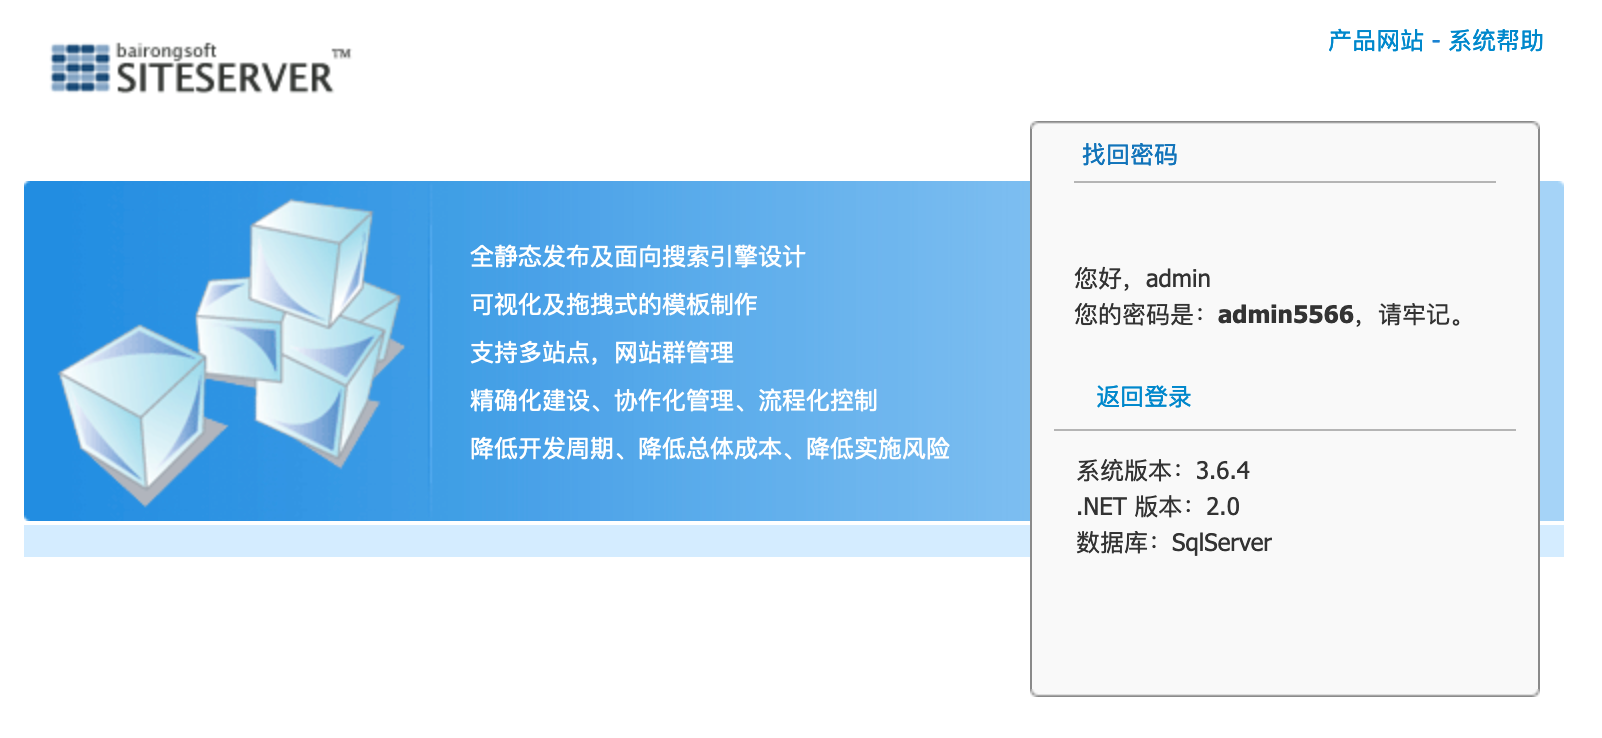 bairongsoft
SITESERVER™
产品网站 - 系统帮助
找回密码
全静态发布及面向搜索引擎设计
可视化及拖拽式的模板制作
支持多站点，网站群管理
精确化建设、协作化管理、流程化控制
降低开发周期、降低总体成本、降低实施风险
您好，admin
您的密码是：admin5566，请牢记。
返回登录
系统版本：3.6.4
.NET 版本：2.0
数据库：SqlServer